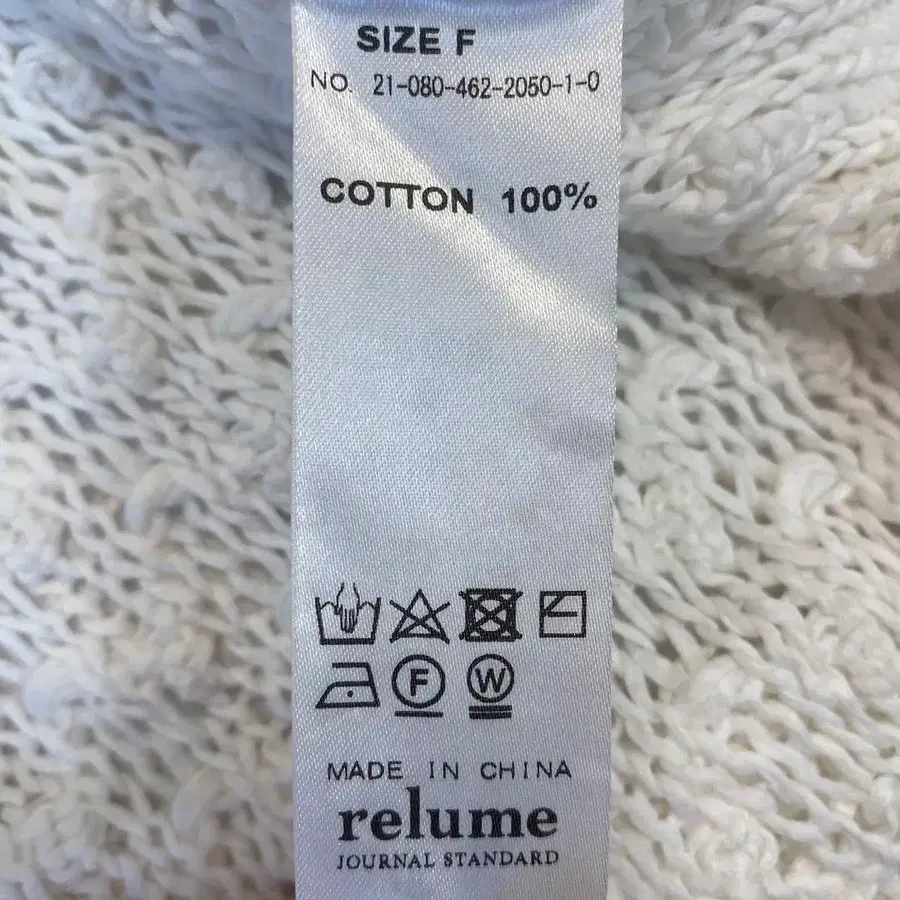 SIZE F
NO. 21-080-462-2050-1-0
COTTON 100%
F W
MADE IN CHINA
relume
JOURNAL STANDARD